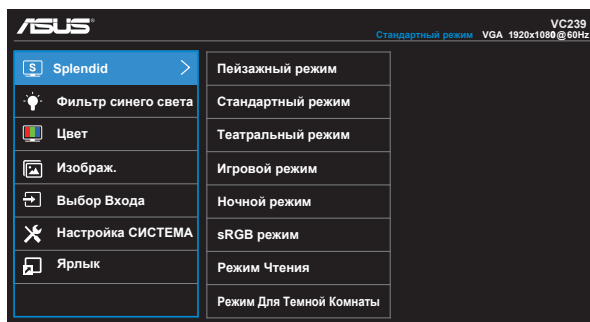 ASUS
VC239
Стандартный режим VGA 1920x1080@60Hz
S Splendid
Фильтр синего света
Цвет
Изображ.
Выбор Входа
Настройка СИСТЕМА
Ярлык
Пейзажный режим
Стандартный режим
Театральный режим
Игровой режим
Ночной режим
sRGB режим
Режим Чтения
Режим Для Темной Комнаты